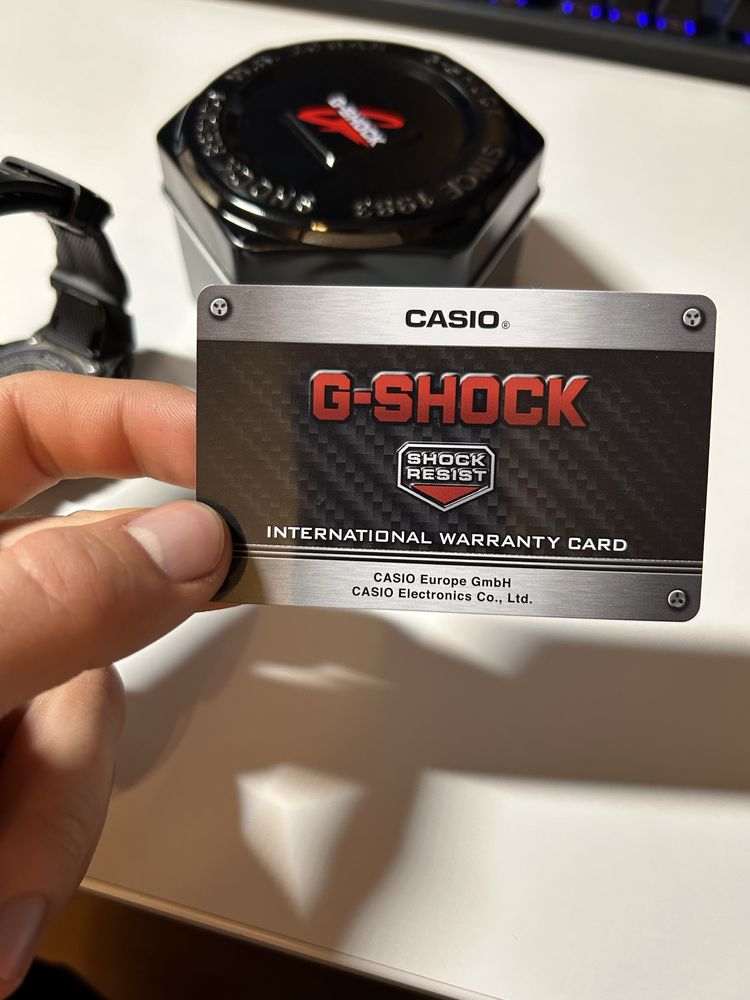 G-SHOCK
SINCE 1983
CASIO®
G-SHOCK
SHOCK
RESIST
INTERNATIONAL WARRANTY CARD
CASIO Europe GmbH
CASIO Electronics Co., Ltd.